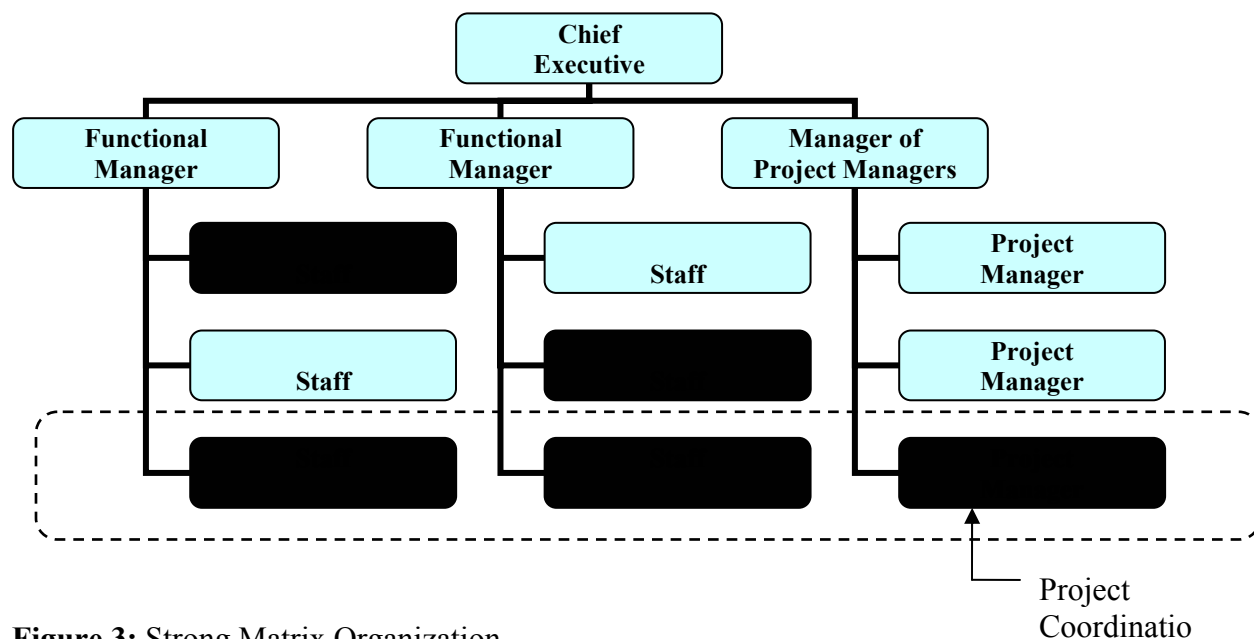 Chief
Executive
Functional
Manager
Functional
Manager
Manager of
Project Managers
Staff
Project
Manager
Staff
Project
Manager
Project
Coordinatio
Figure 3: Strong Matrix Organization